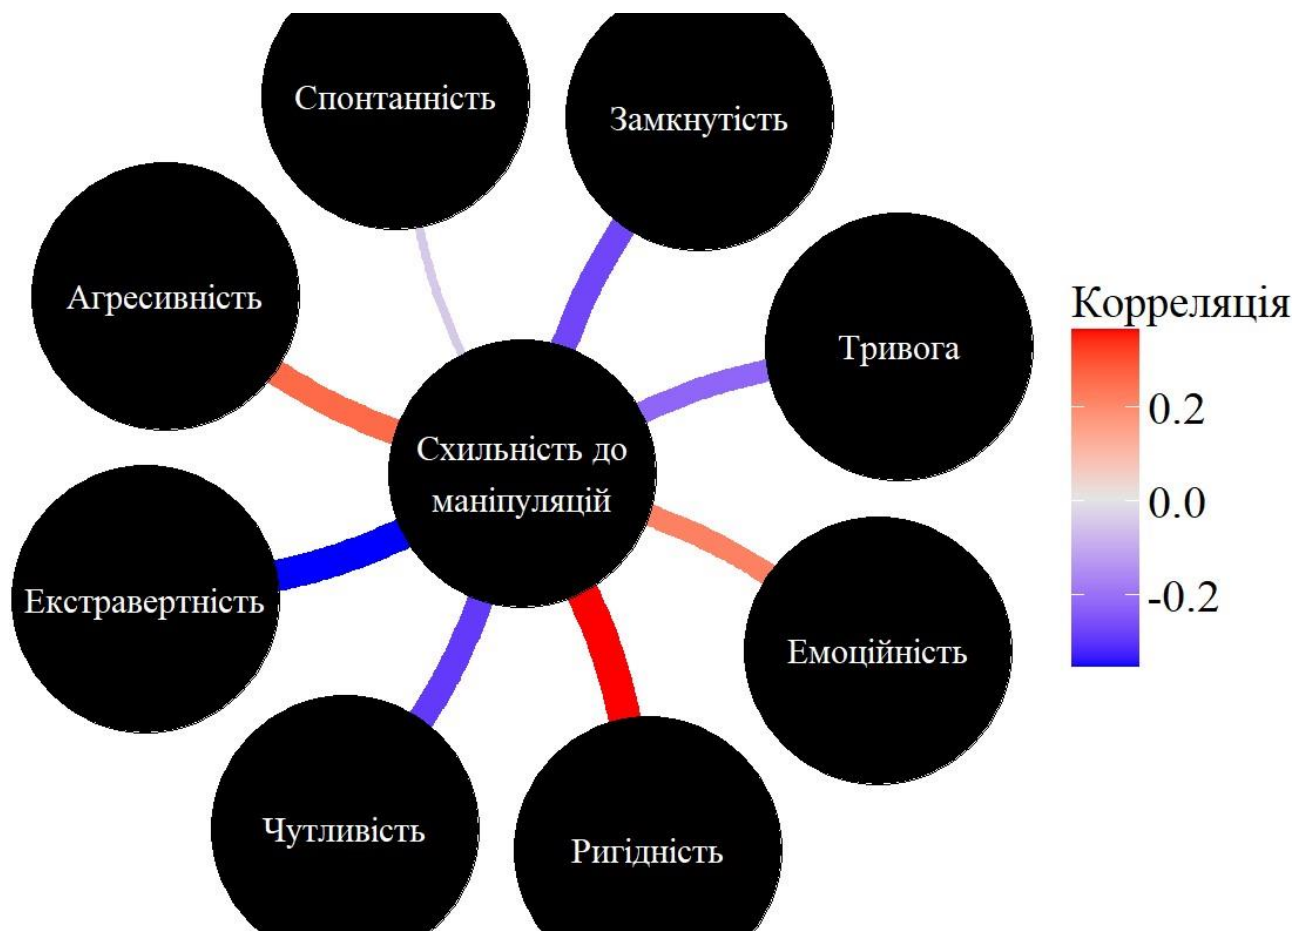 Спонтанність
Замкнутість
Агресивність
Тривога
Схильність до
маніпуляцій
Екстравертність
Емоційність
Чутливість
Ригідність
Корреляція
0.2
0.0
-0.2